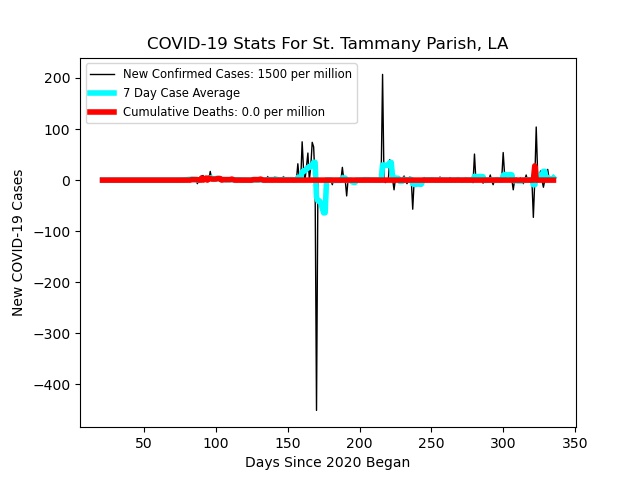 COVID-19 Stats For St. Tammany Parish, LA
New Confirmed Cases: 1500 per million
7 Day Case Average
Cumulative Deaths: 0.0 per million
New COVID-19 Cases
200
100
0
−100
−200
−300
−400
50 100 150 200 250 300 350
Days Since 2020 Began